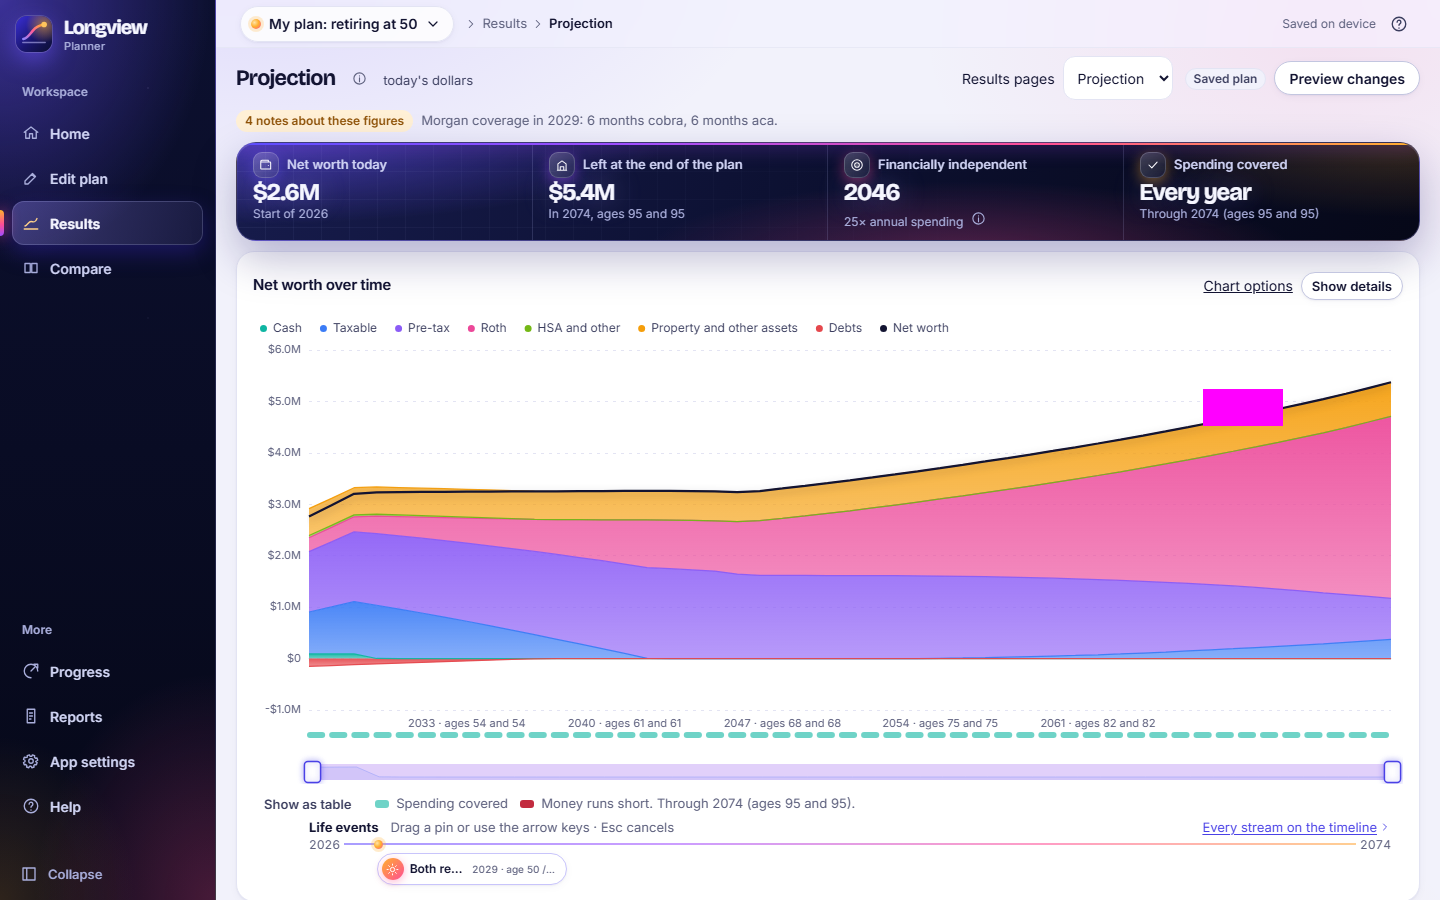 Longview
Planner
Workspace
Home
Edit plan
Results
Compare
More
Progress
Reports
App settings
Help
Collapse
My plan: retiring at 50
Results
Projection
Saved on device
Projection
today's dollars
Results pages
Projection
Saved plan
Preview changes
4 notes about these figures
Morgan coverage in 2029: 6 months cobra, 6 months aca.
Net worth today
$2.6M
Start of 2026
Left at the end of the plan
$5.4M
In 2074, ages 95 and 95
Financially independent
2046
25× annual spending
Spending covered
Every year
Through 2074 (ages 95 and 95)
Net worth over time
Chart options
Show details
Cash
Taxable
Pre-tax
Roth
HSA and other
Property and other assets
Debts
Net worth
$6.0M
$5.0M
$4.0M
$3.0M
$2.0M
$1.0M
$0
-$1.0M
2033 · ages 54 and 54
2040 · ages 61 and 61
2047 · ages 68 and 68
2054 · ages 75 and 75
2061 · ages 82 and 82
Show as table
Spending covered
Money runs short. Through 2074 (ages 95 and 95).
Life events
Drag a pin or use the arrow keys · Esc cancels
Every stream on the timeline
2026
2074
Both re...
2029 · age 50 /...